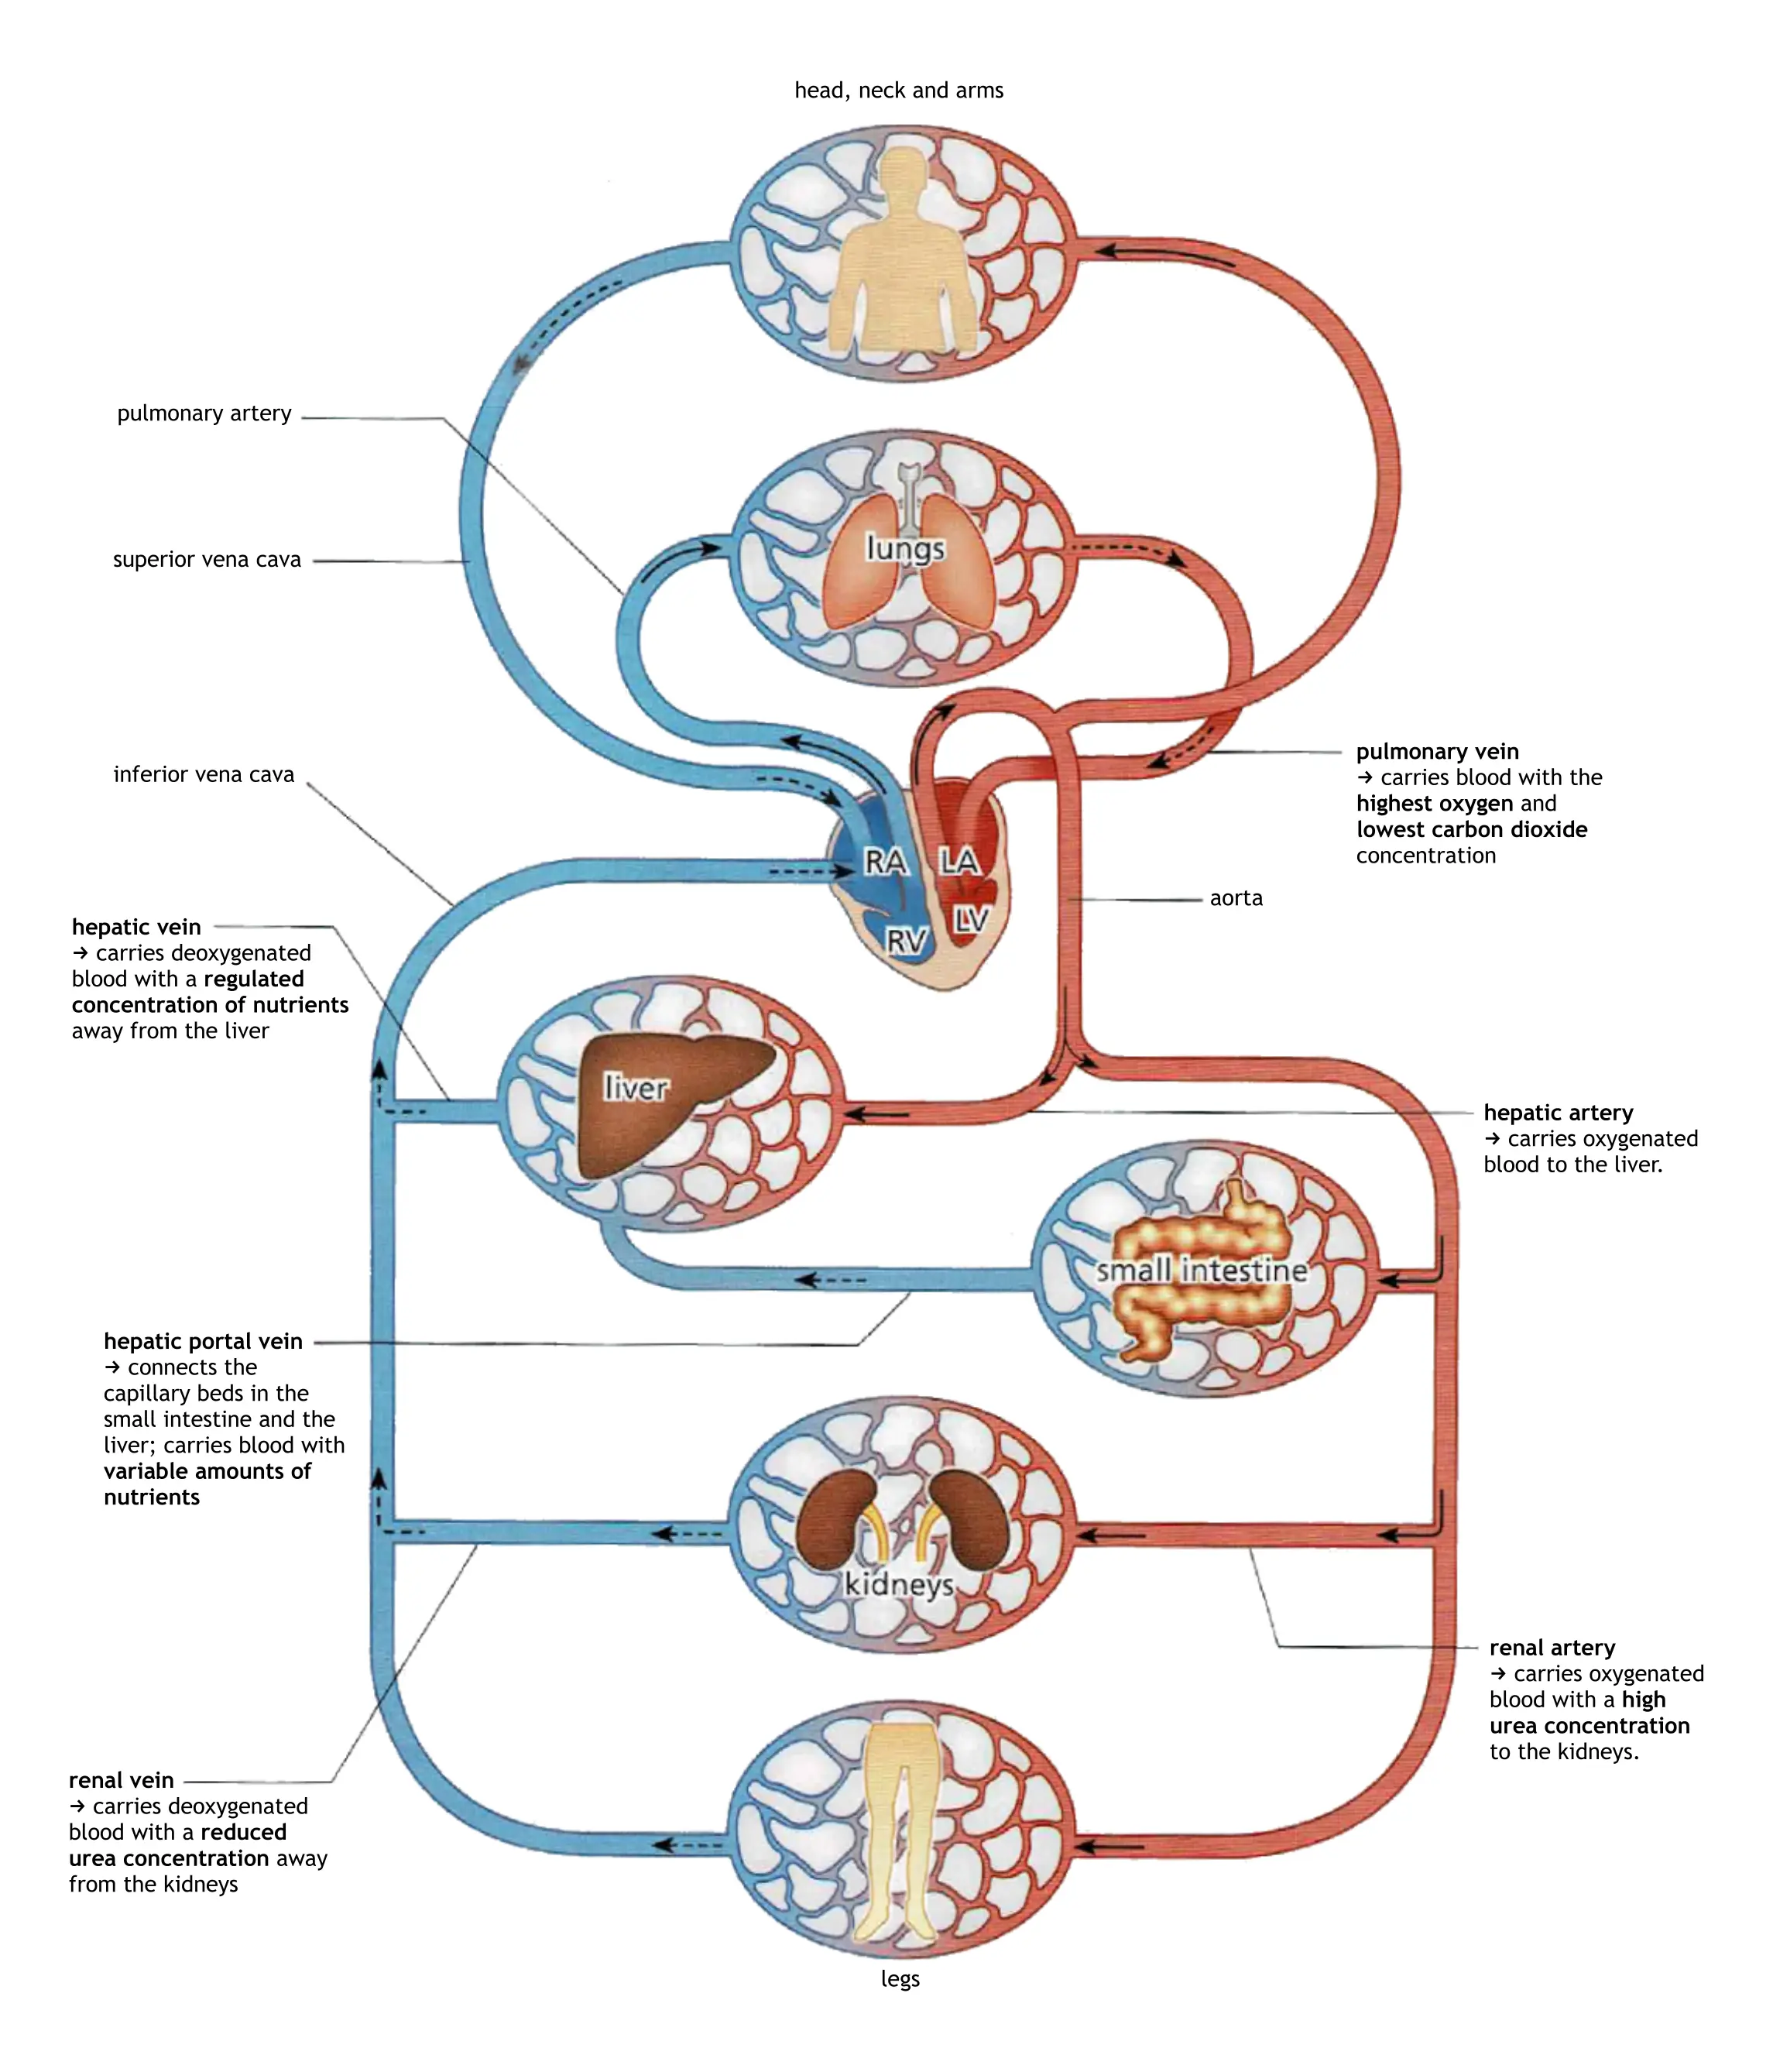 head, neck and arms
pulmonary artery
lungs
superior vena cava
inferior vena cava
pulmonary vein
→ carries blood with the
highest oxygen and
lowest carbon dioxide
concentration
RA
LA
RV
LV
aorta
hepatic vein
→ carries deoxygenated
blood with a regulated
concentration of nutrients
away from the liver
liver
hepatic artery
→ carries oxygenated
blood to the liver.
small intestine
hepatic portal vein
→ connects the
capillary beds in the
small intestine and the
liver; carries blood with
variable amounts of
nutrients
kidneys
renal artery
→ carries oxygenated
blood with a high
urea concentration
to the kidneys.
renal vein
→ carries deoxygenated
blood with a reduced
urea concentration away
from the kidneys
legs